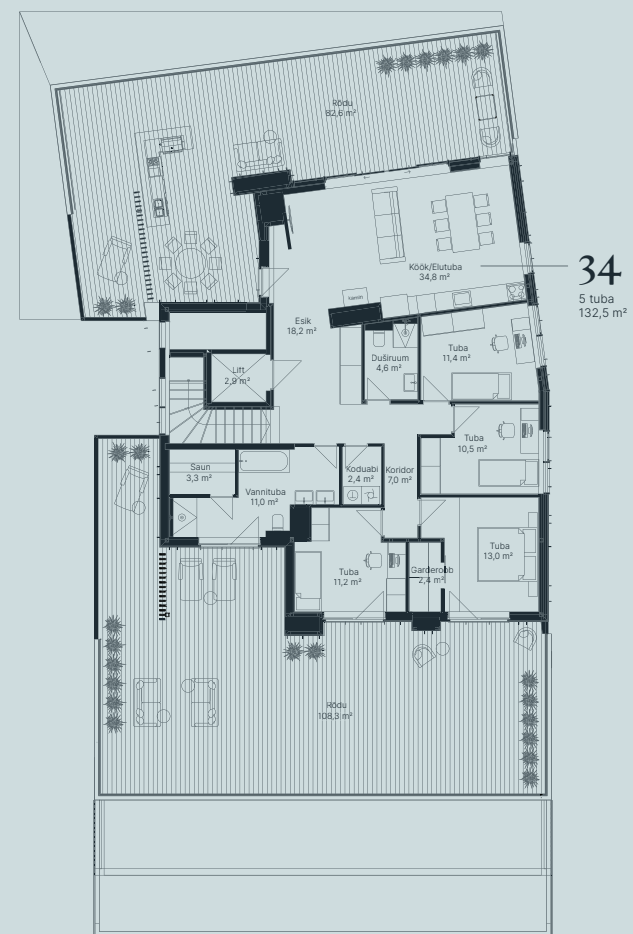 Rõdu
82,6 m²
Köök/Elutuba
34,8 m²
34
5 tuba
132,5 m²
Esik
18,2 m²
Tuba
11,4 m²
Duširuum
4,6 m²
Lift
2,9 m²
Tuba
10,5 m²
Saun
3,3 m²
Vannituba
11,0 m²
Koduabi
2,4 m²
Koridor
7,0 m²
Tuba
13,0 m²
Tuba
11,2 m²
Garderoob
2,4 m²
Rõdu
108,3 m²